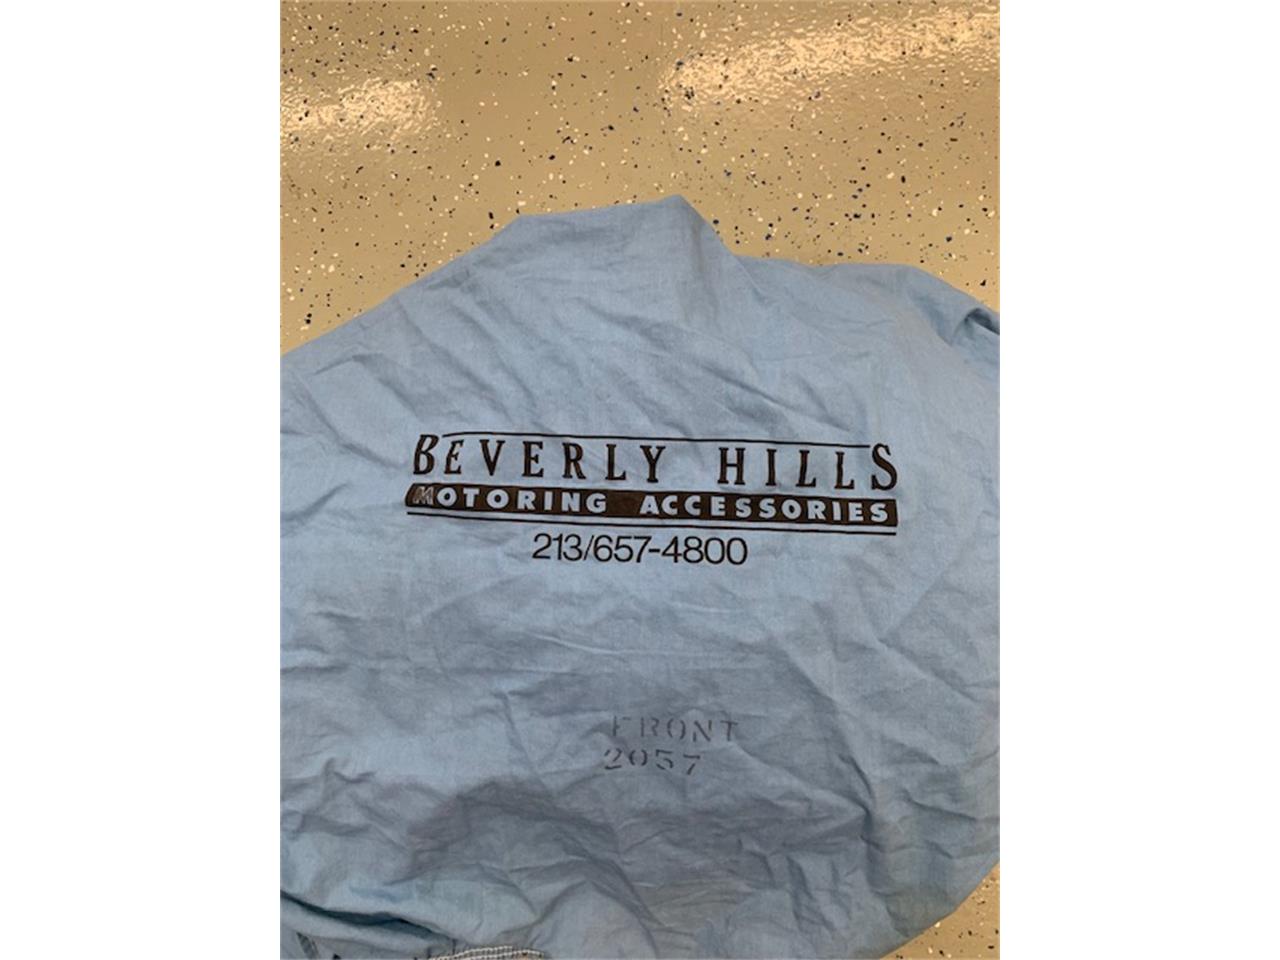 BEVERLY HILLS
MOTORING ACCESSORIES
213/657-4800
FRONT
2057